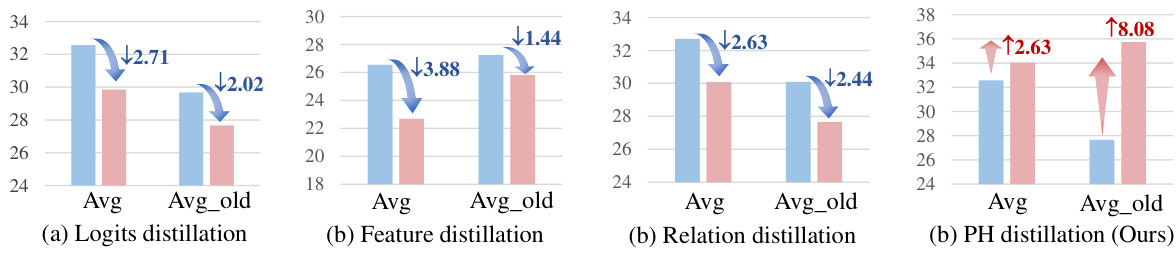 34
32
30
28
26
24
↓2.71
↓2.02
Avg
Avg_old
(a) Logits distillation
30
28
26
24
22
20
18
↓3.88
↓1.44
Avg
Avg_old
(b) Feature distillation
34
32
30
28
26
24
↓2.63
↓2.44
Avg
Avg_old
(b) Relation distillation
38
36
34
32
30
28
26
24
↑2.63
↑8.08
Avg
Avg_old
(b) PH distillation (Ours)